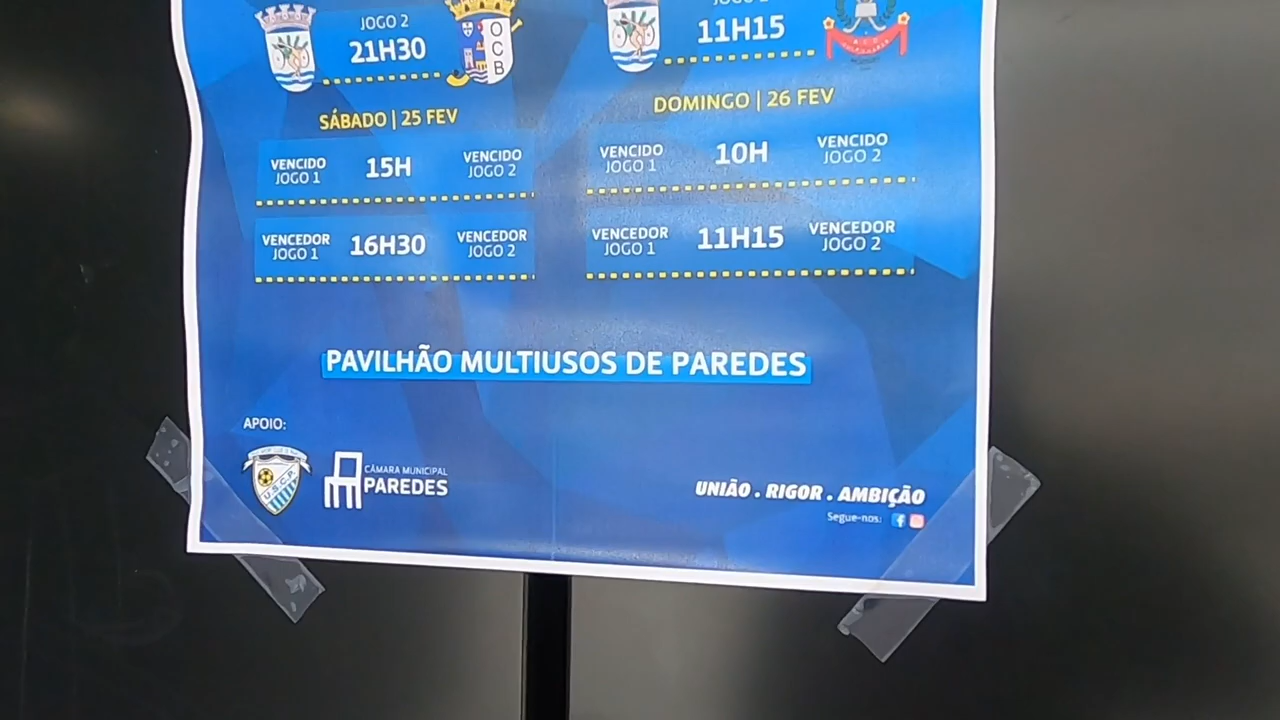 JOGO 2
21H30
O
C
B
SÁBADO | 25 FEV
VENCIDO
JOGO 1
15H
VENCIDO
JOGO 2
VENCEDOR
JOGO 1
16H30
VENCEDOR
JOGO 2
11H15
DOMINGO | 26 FEV
VENCIDO
JOGO 1
10H
VENCIDO
JOGO 2
VENCEDOR
JOGO 1
11H15
VENCEDOR
JOGO 2
PAVILHÃO MULTIUSOS DE PAREDES
APOIO:
U.S.C.P.
CÂMARA MUNICIPAL
PAREDES
UNIÃO . RIGOR . AMBIÇÃO
Segue-nos: